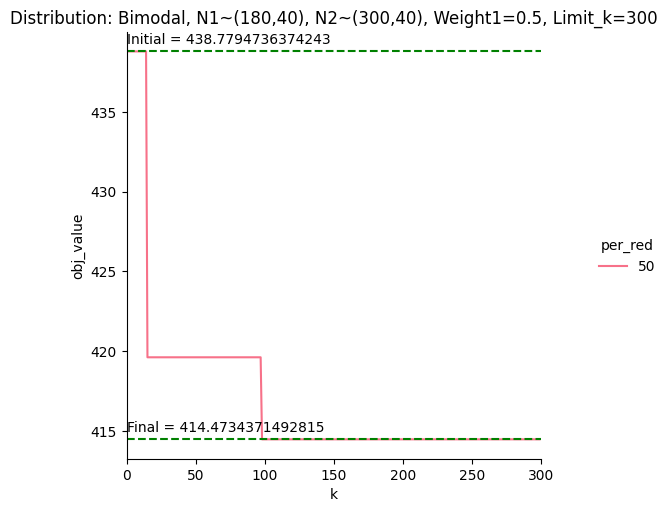 Distribution: Bimodal, N1~(180,40), N2~(300,40), Weight1=0.5, Limit_k=300
Initial = 438.7794736374243
435
430
425
420
415
obj_value
per_red
50
Final = 414.4734371492815
0 50 100 150 200 250 300
k